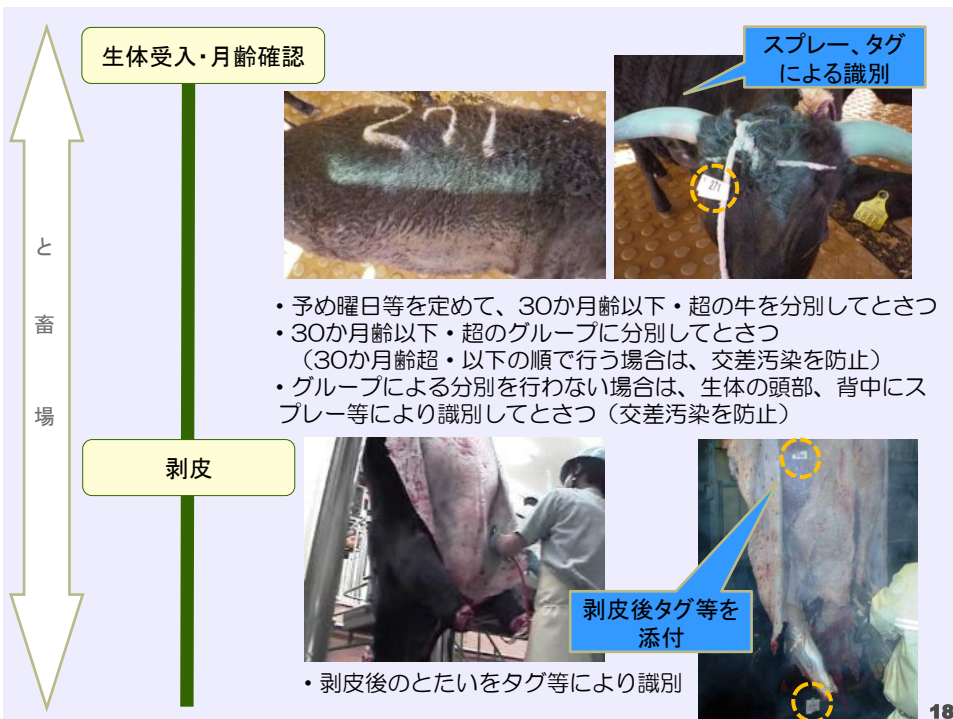 生体受入・月齢確認
スプレー、タグ
による識別
271
271
と
畜
場
・予め曜日等を定めて、30か月齢以下・超の牛を分別してとさつ
・30か月齢以下・超のグループに分別してとさつ
（30か月齢超・以下の順で行う場合は、交差汚染を防止）
・グループによる分別を行わない場合は、生体の頭部、背中にス
プレー等により識別してとさつ（交差汚染を防止）
剥皮
剥皮後タグ等を
添付
・剥皮後のとたいをタグ等により識別
18